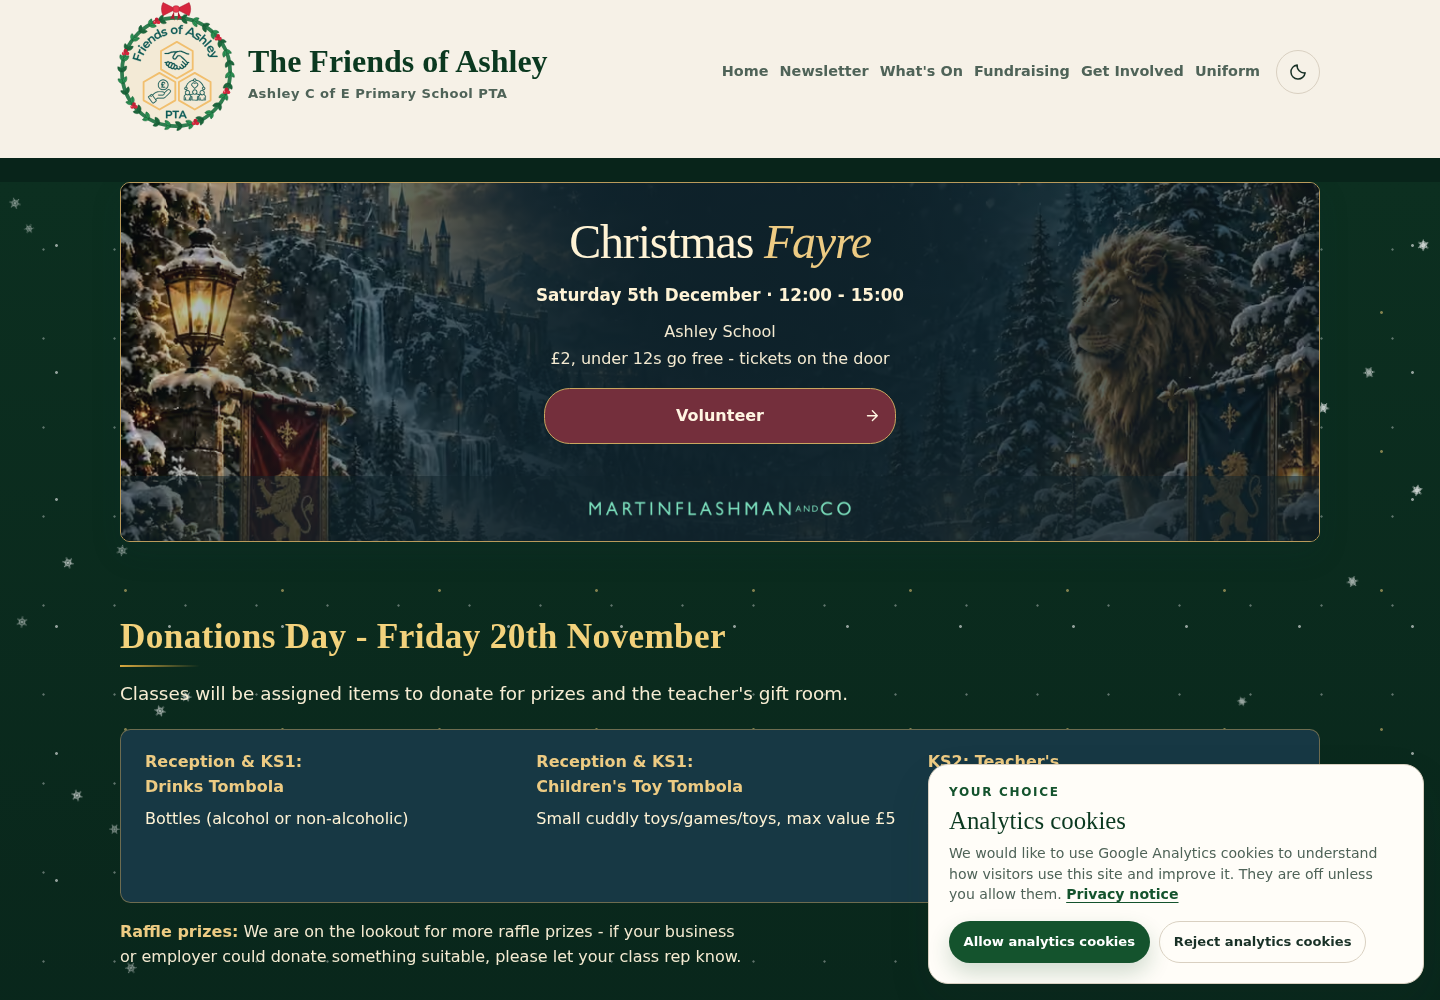 Friends of Ashley
PTA
The Friends of Ashley
Ashley C of E Primary School PTA
Home Newsletter What's On Fundraising Get Involved Uniform
Christmas Fayre
Saturday 5th December · 12:00 - 15:00
Ashley School
£2, under 12s go free - tickets on the door
Volunteer
MARTINFLASHMANANDCO
Donations Day - Friday 20th November
Classes will be assigned items to donate for prizes and the teacher's gift room.
Reception & KS1:
Drinks Tombola
Bottles (alcohol or non-alcoholic)
Reception & KS1:
Children's Toy Tombola
Small cuddly toys/games/toys, max value £5
KS2: Teacher's
Raffle prizes: We are on the lookout for more raffle prizes - if your business
or employer could donate something suitable, please let your class rep know.
YOUR CHOICE
Analytics cookies
We would like to use Google Analytics cookies to understand
how visitors use this site and improve it. They are off unless
you allow them. Privacy notice
Allow analytics cookies Reject analytics cookies